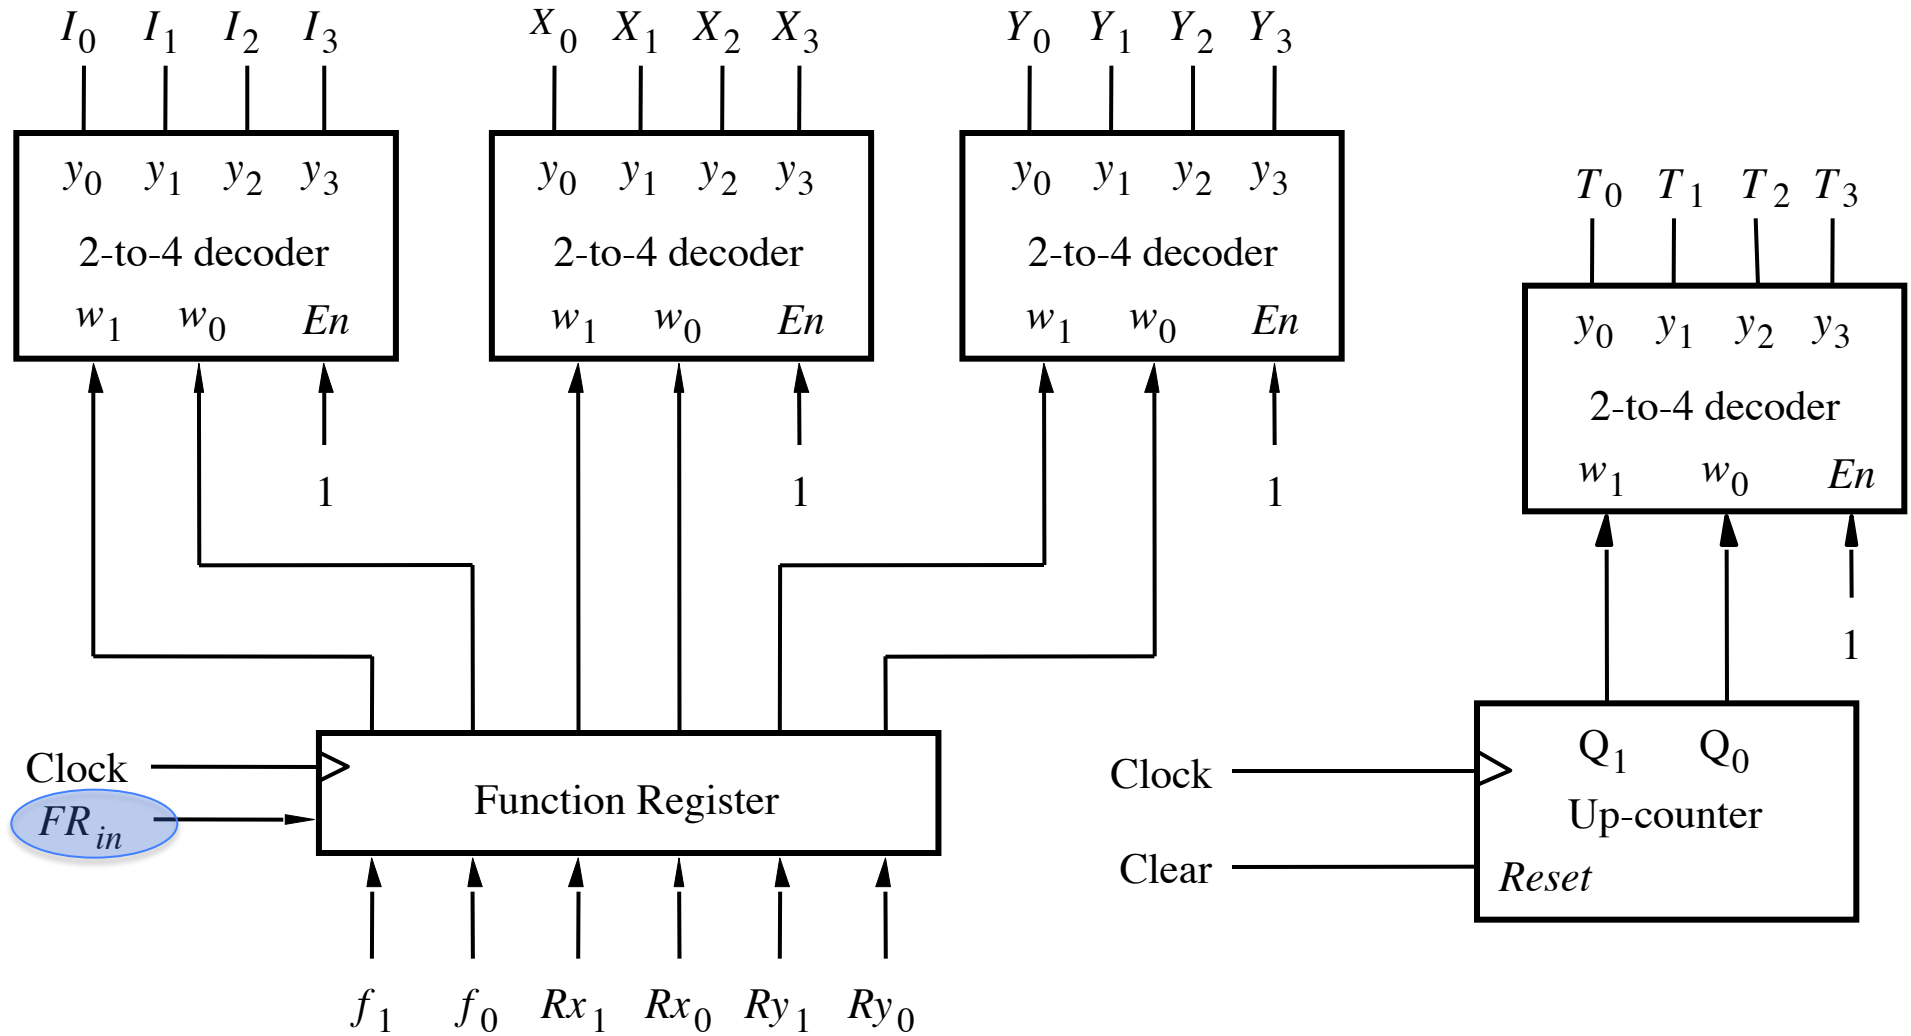 I0 I1 I2 I3 X0 X1 X2 X3 Y0 Y1 Y2 Y3
y0 y1 y2 y3
2-to-4 decoder
w1 w0 En
1
y0 y1 y2 y3
2-to-4 decoder
w1 w0 En
1
y0 y1 y2 y3
2-to-4 decoder
w1 w0 En
1
T0 T1 T2 T3
y0 y1 y2 y3
2-to-4 decoder
w1 w0 En
1
Clock
FRin
Function Register
f1 f0 Rx1 Rx0 Ry1 Ry0
Clock
Clear
Q1 Q0
Up-counter
Reset